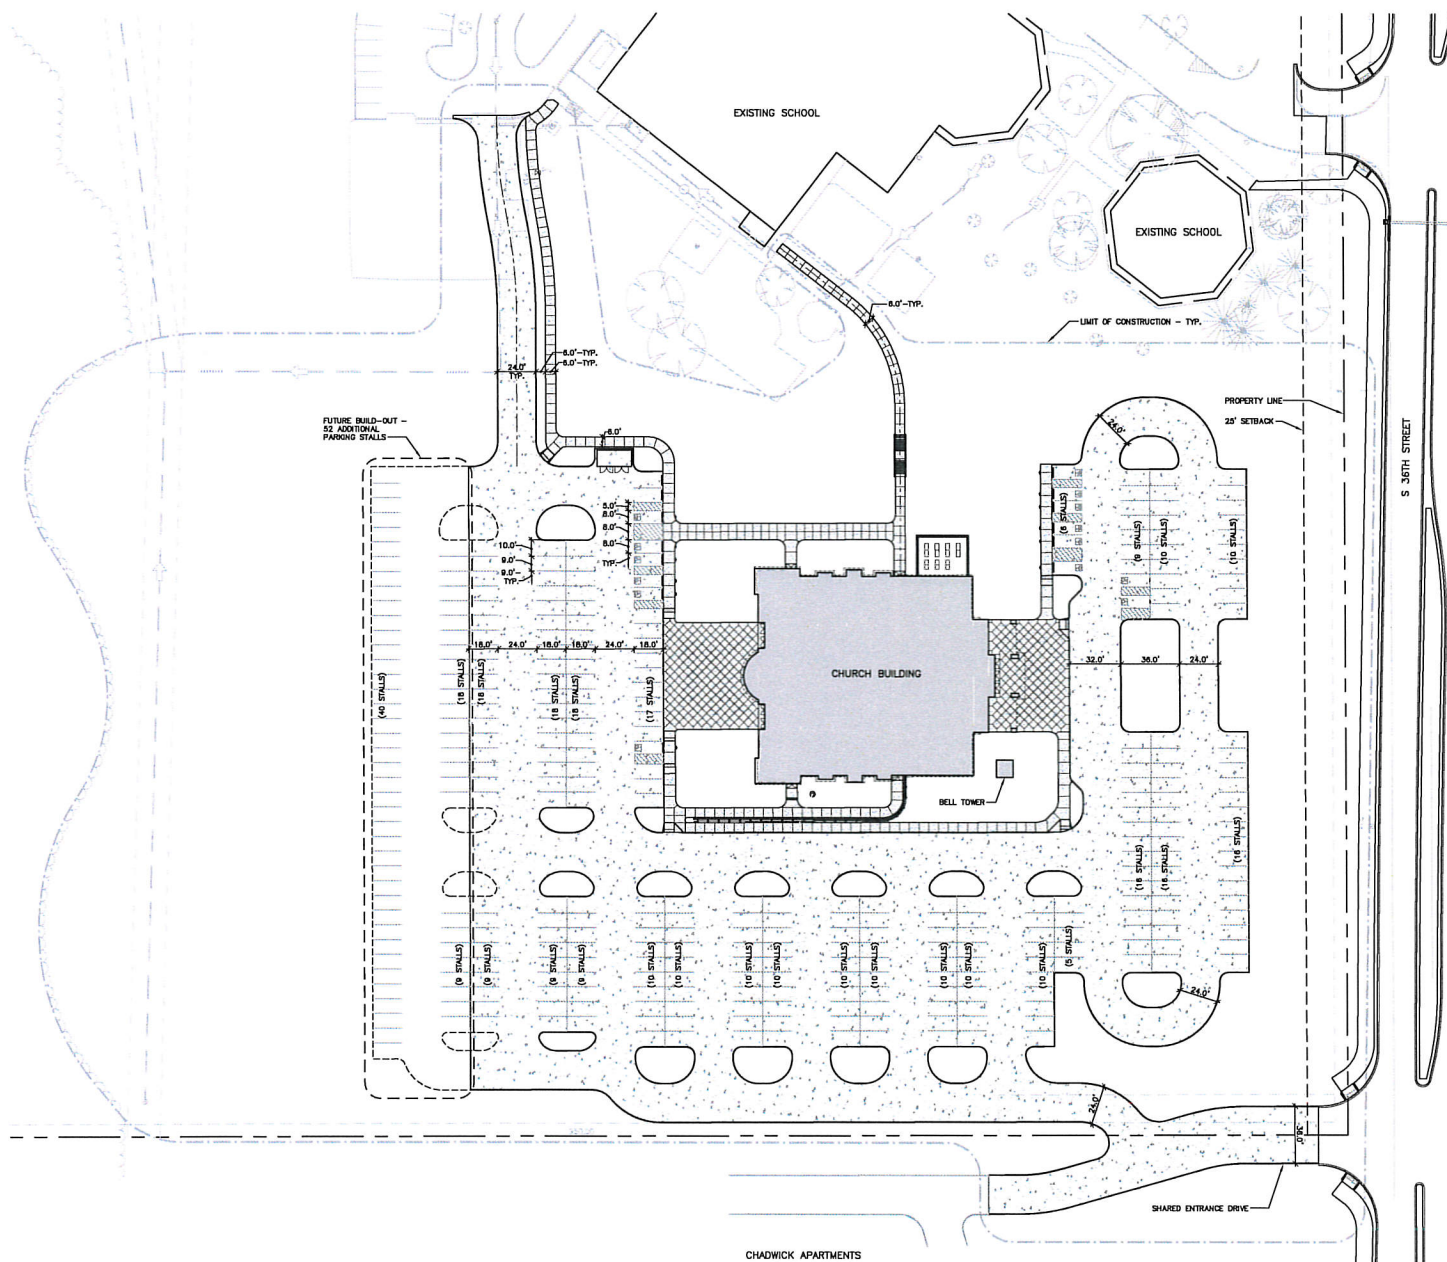 EXISTING SCHOOL
EXISTING SCHOOL
6.0'-TYP.
LIMIT OF CONSTRUCTION - TYP.
6.0'-TYP.
6.0'-TYP.
24.0'
TYP.
PROPERTY LINE
25' SETBACK
S 36TH STREET
FUTURE BUILD-OUT -
52 ADDITIONAL
PARKING STALLS
6.0'
24.0'
5.0'
8.0'
8.0'
8.0'
TYP.
10.0'
9.0'
9.0'-
TYP.
(9 STALLS)
(10 STALLS)
(10 STALLS)
18.0'
24.0'
18.0'
18.0'
24.0'
18.0'
32.0'
36.0'
24.0'
(40 STALLS)
(18 STALLS)
(18 STALLS)
(18 STALLS)
(18 STALLS)
(17 STALLS)
CHURCH BUILDING
BELL TOWER
(16 STALLS)
(16 STALLS)
(16 STALLS)
(9 STALLS)
(9 STALLS)
(9 STALLS)
(9 STALLS)
(10 STALLS)
(10 STALLS)
(10 STALLS)
(10 STALLS)
(10 STALLS)
(10 STALLS)
(10 STALLS)
(10 STALLS)
(10 STALLS)
(5 STALLS)
24.0'
24.0'
36.0'
SHARED ENTRANCE DRIVE
CHADWICK APARTMENTS